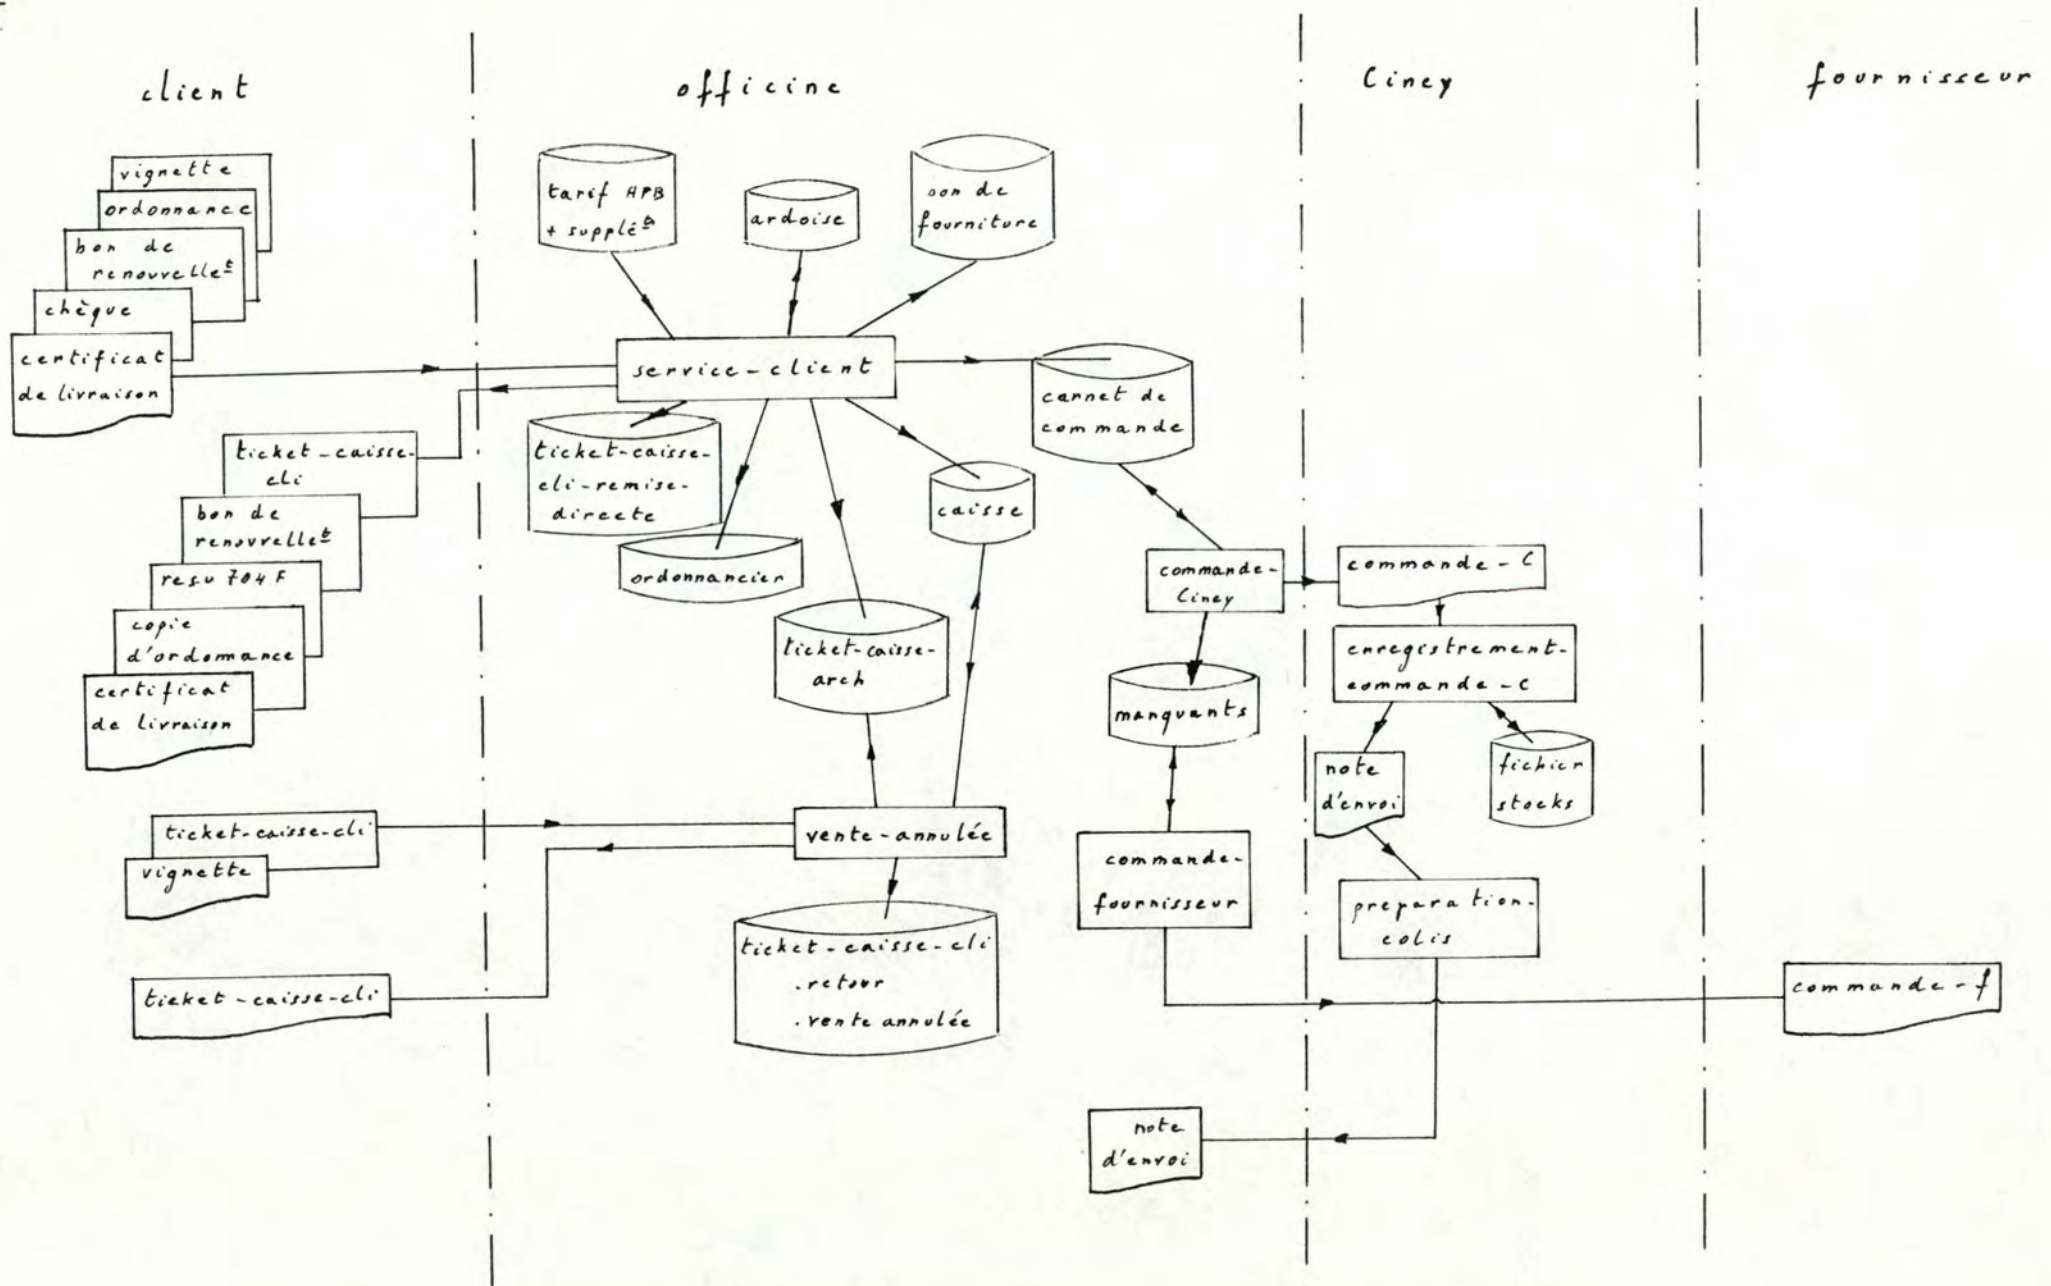 client
officine
Ciney
fournisseur
vignette
ordonnance
bon de
renouvelleᵗ
chèque
certificat
de livraison
ticket-caisse-
cli
bon de
renouvelleᵗ
reçu 704 F
copie
d'ordonnance
certificat
de livraison
ticket-caisse-cli
vignette
ticket-caisse-cli
tarif APB
+ suppléᵗˢ
ardoise
bon de
fourniture
service-client
ticket-caisse-
cli-remise-
directe
ordonnancier
ticket-caisse-
arch
caisse
carnet de
commande
vente-annulée
ticket-caisse-cli
.retour
.vente annulée
commande-
Ciney
manquants
commande-
fournisseur
note
d'envoi
commande-C
enregistrement-
commande-C
note
d'envoi
fichier
stocks
preparation-
colis
commande-f